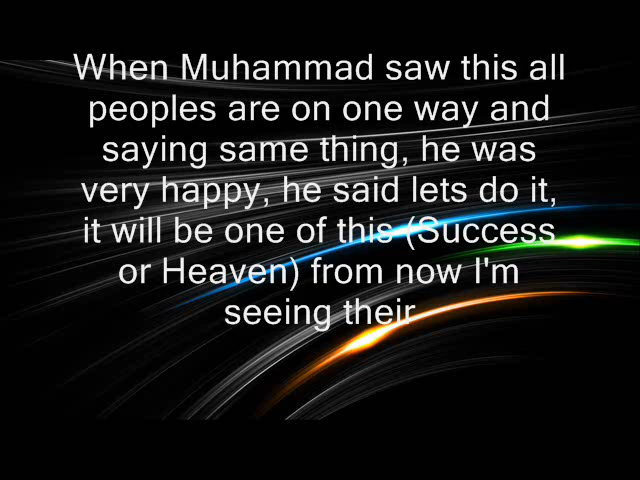 When Muhammad saw this all
peoples are on one way and
saying same thing, he was
very happy, he said lets do it,
it will be one of this (Success
or Heaven) from now I'm
seeing their